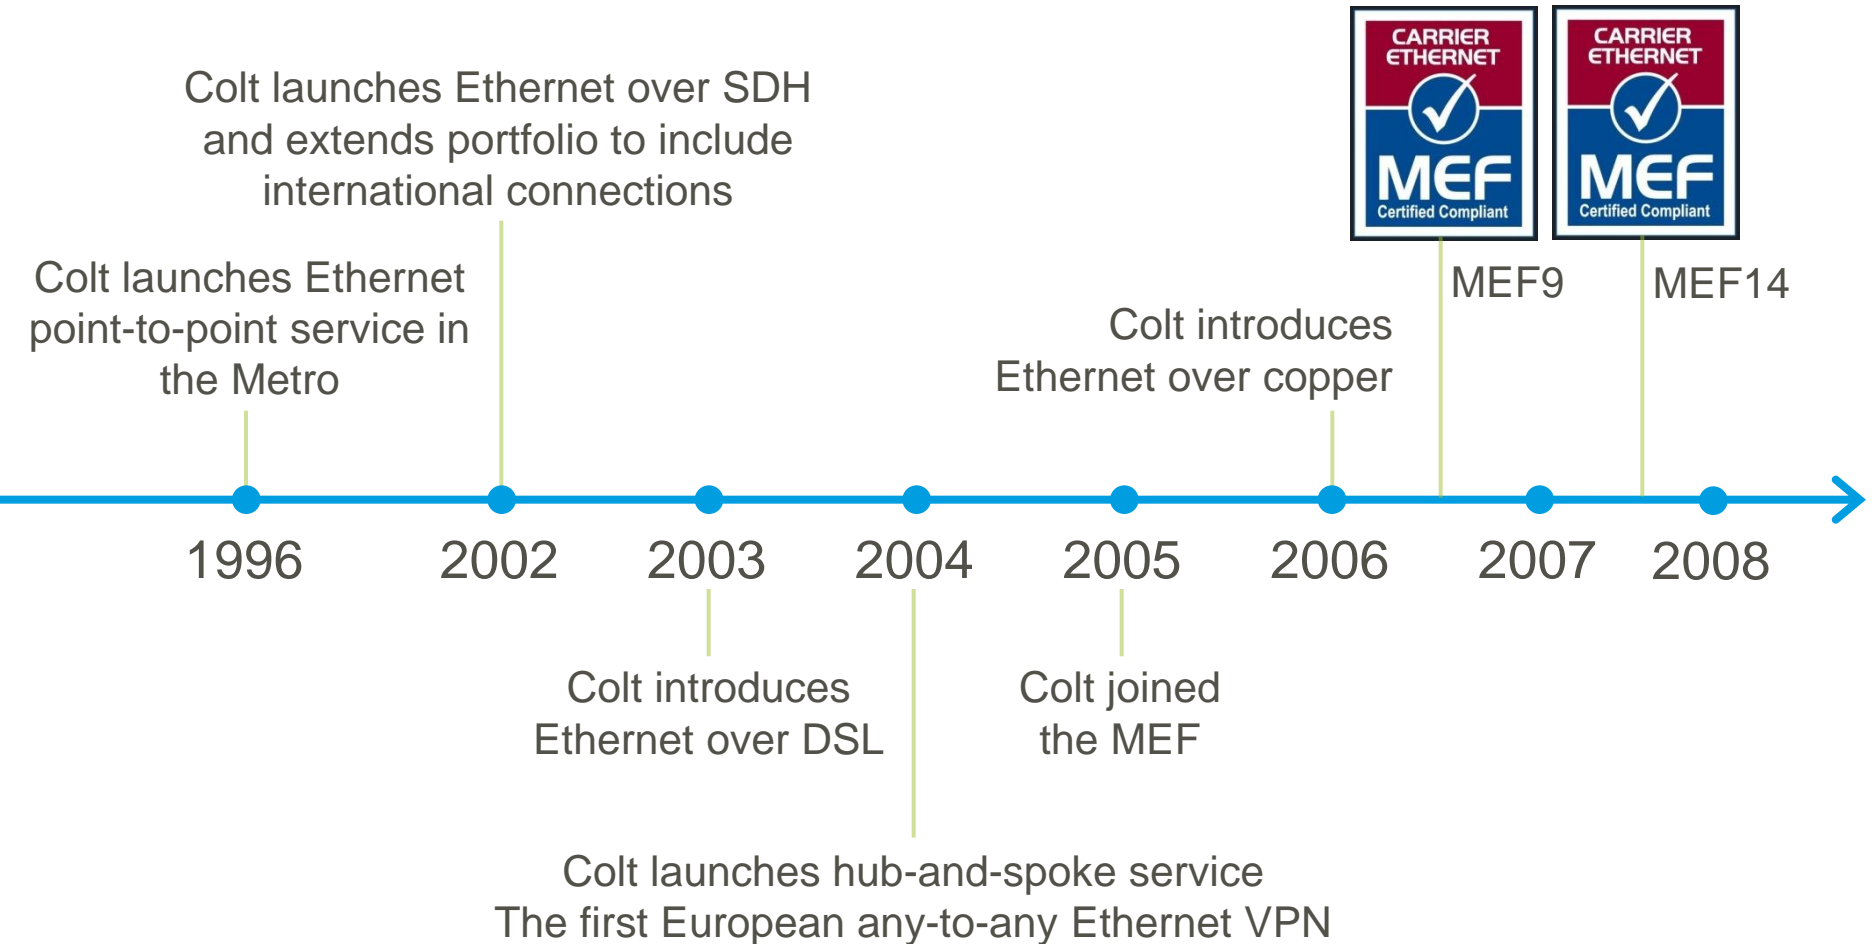 CARRIER
ETHERNET
MEF
Certified Compliant
CARRIER
ETHERNET
MEF
Certified Compliant
Colt launches Ethernet over SDH
and extends portfolio to include
international connections
Colt launches Ethernet
point-to-point service in
the Metro
MEF9
MEF14
Colt introduces
Ethernet over copper
1996
2002
2003
2004
2005
2006
2007
2008
Colt introduces
Ethernet over DSL
Colt joined
the MEF
Colt launches hub-and-spoke service
The first European any-to-any Ethernet VPN